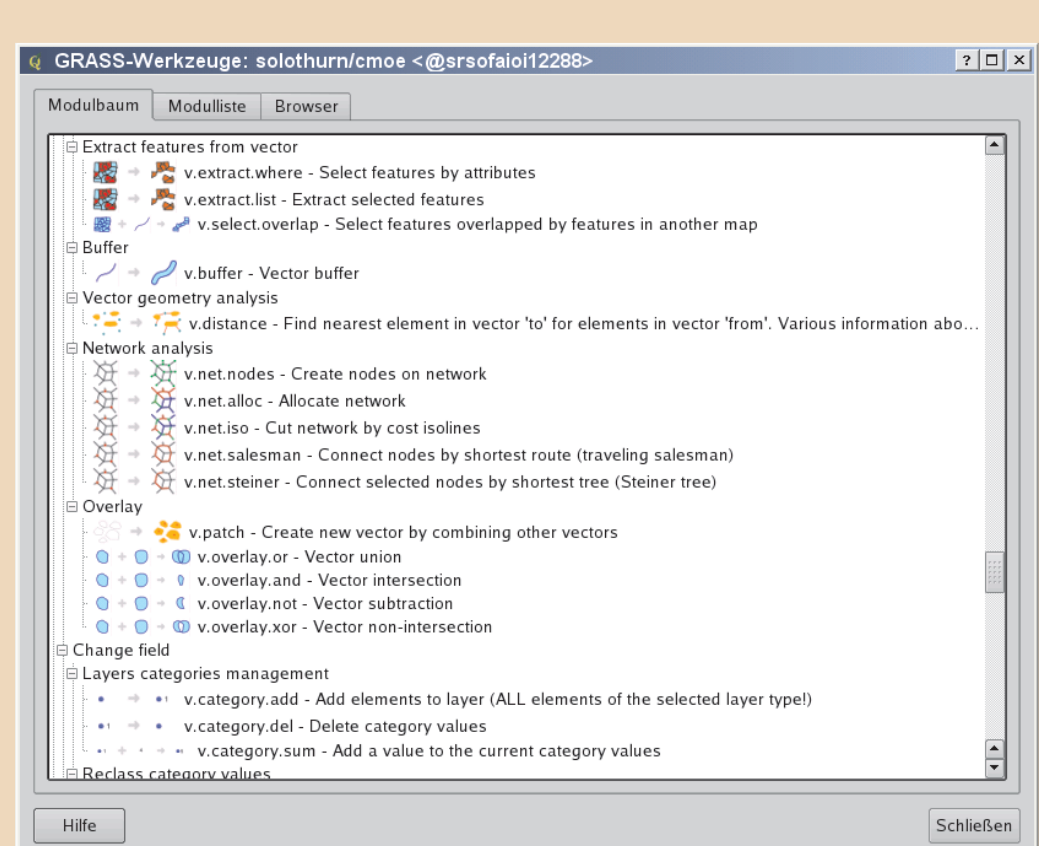 GRASS-Werkzeuge: solothurn/cmoe <@srsofaioi12288>
Modulbaum Modulliste Browser
Extract features from vector
v.extract.where - Select features by attributes
v.extract.list - Extract selected features
v.select.overlap - Select features overlapped by features in another map
Buffer
v.buffer - Vector buffer
Vector geometry analysis
v.distance - Find nearest element in vector 'to' for elements in vector 'from'. Various information abo...
Network analysis
v.net.nodes - Create nodes on network
v.net.alloc - Allocate network
v.net.iso - Cut network by cost isolines
v.net.salesman - Connect nodes by shortest route (traveling salesman)
v.net.steiner - Connect selected nodes by shortest tree (Steiner tree)
Overlay
v.patch - Create new vector by combining other vectors
v.overlay.or - Vector union
v.overlay.and - Vector intersection
v.overlay.not - Vector subtraction
v.overlay.xor - Vector non-intersection
Change field
Layers categories management
v.category.add - Add elements to layer (ALL elements of the selected layer type!)
v.category.del - Delete category values
v.category.sum - Add a value to the current category values
Reclass category values
Hilfe Schließen